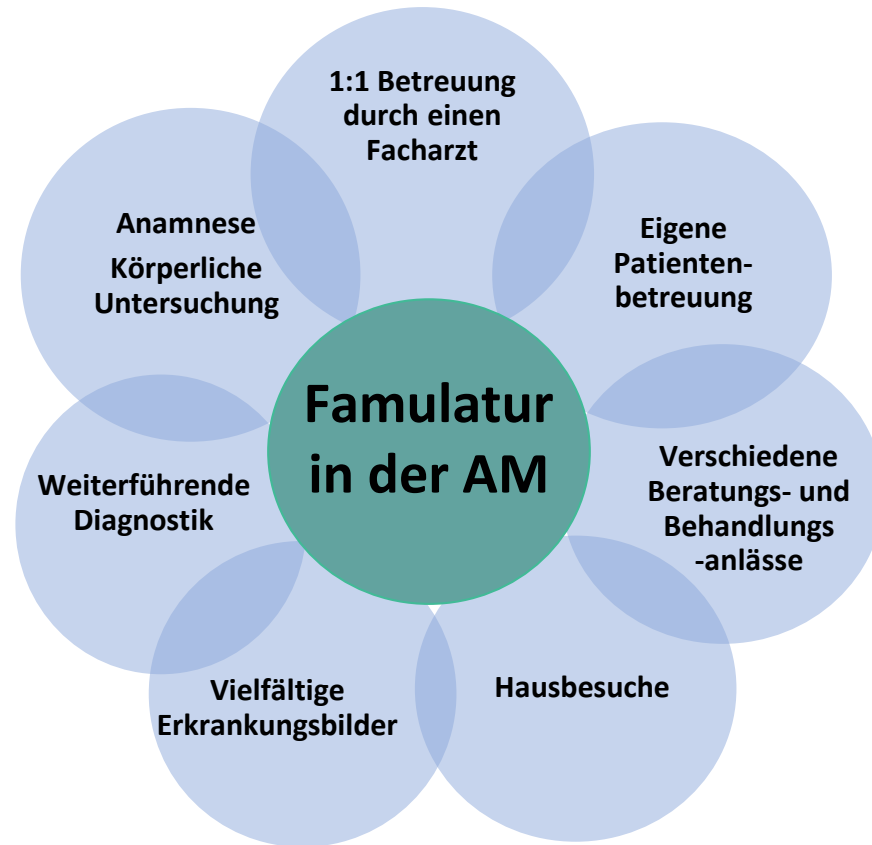 1:1 Betreuung
durch einen
Facharzt
Eigene
Patienten-
betreuung
Verschiedene
Beratungs- und
Behandlungs
-anlässe
Hausbesuche
Vielfältige
Erkrankungsbilder
Weiterführende
Diagnostik
Anamnese
Körperliche
Untersuchung
Famulatur
in der AM